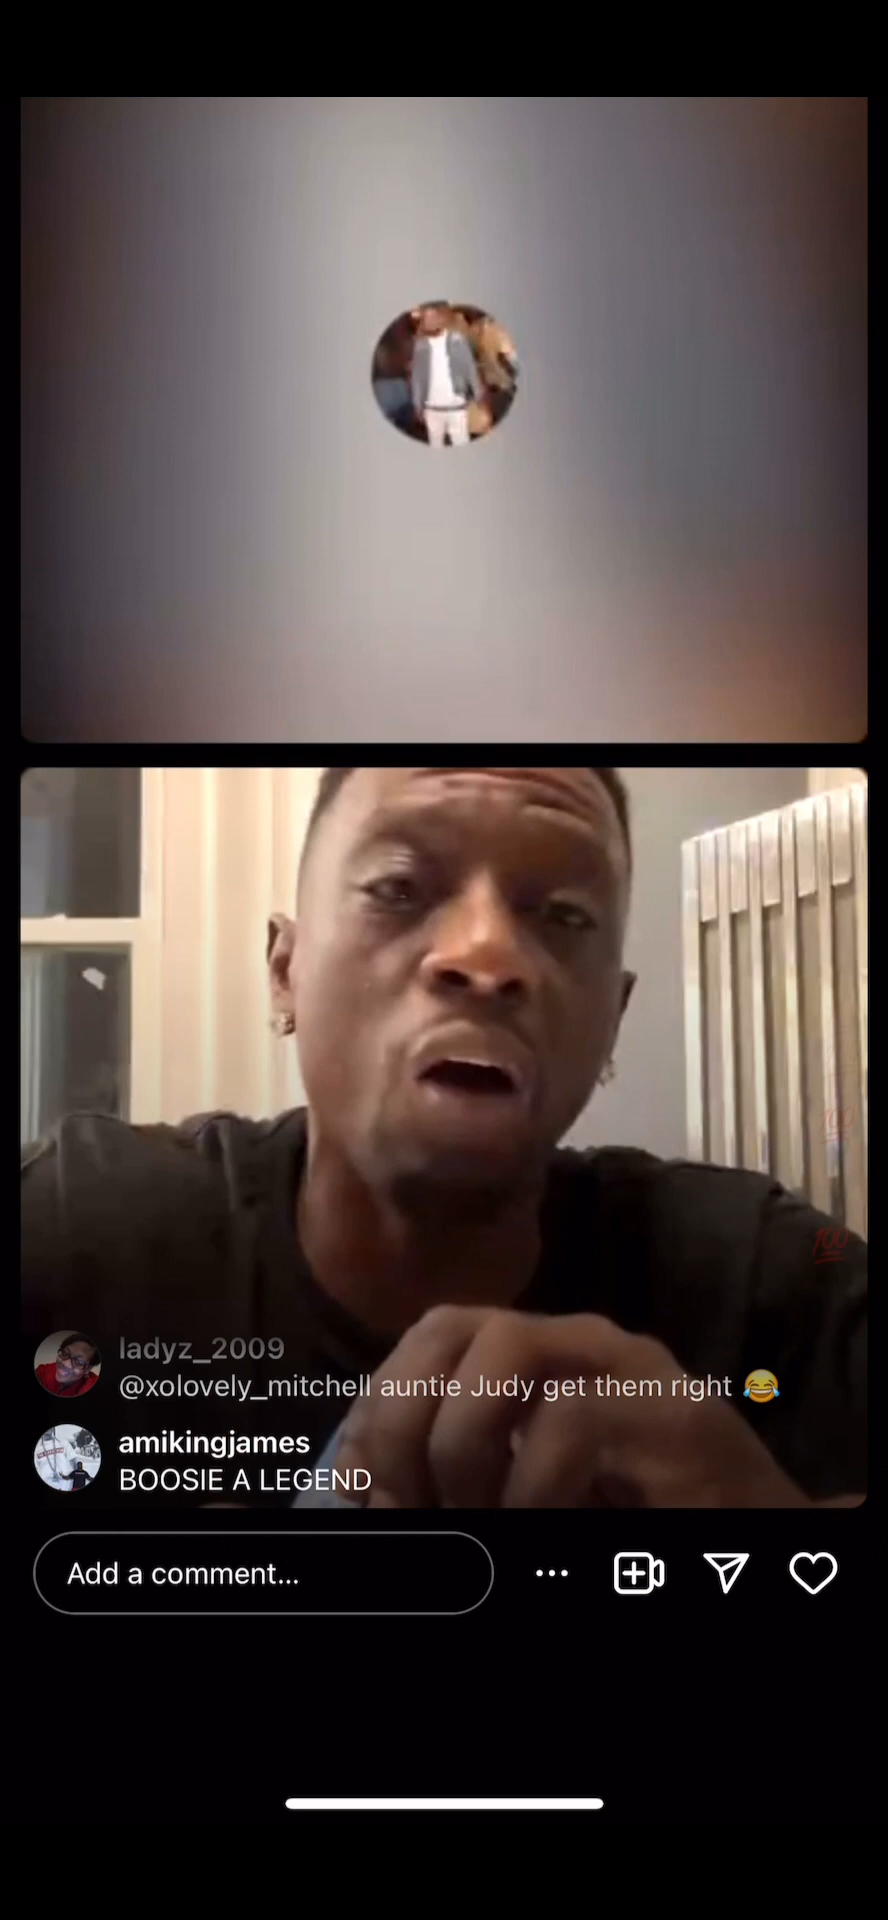 ladyz_2009
@xolovely_mitchell auntie Judy get them right 😂
amikingjames
BOOSIE A LEGEND
Add a comment...
💯
💯